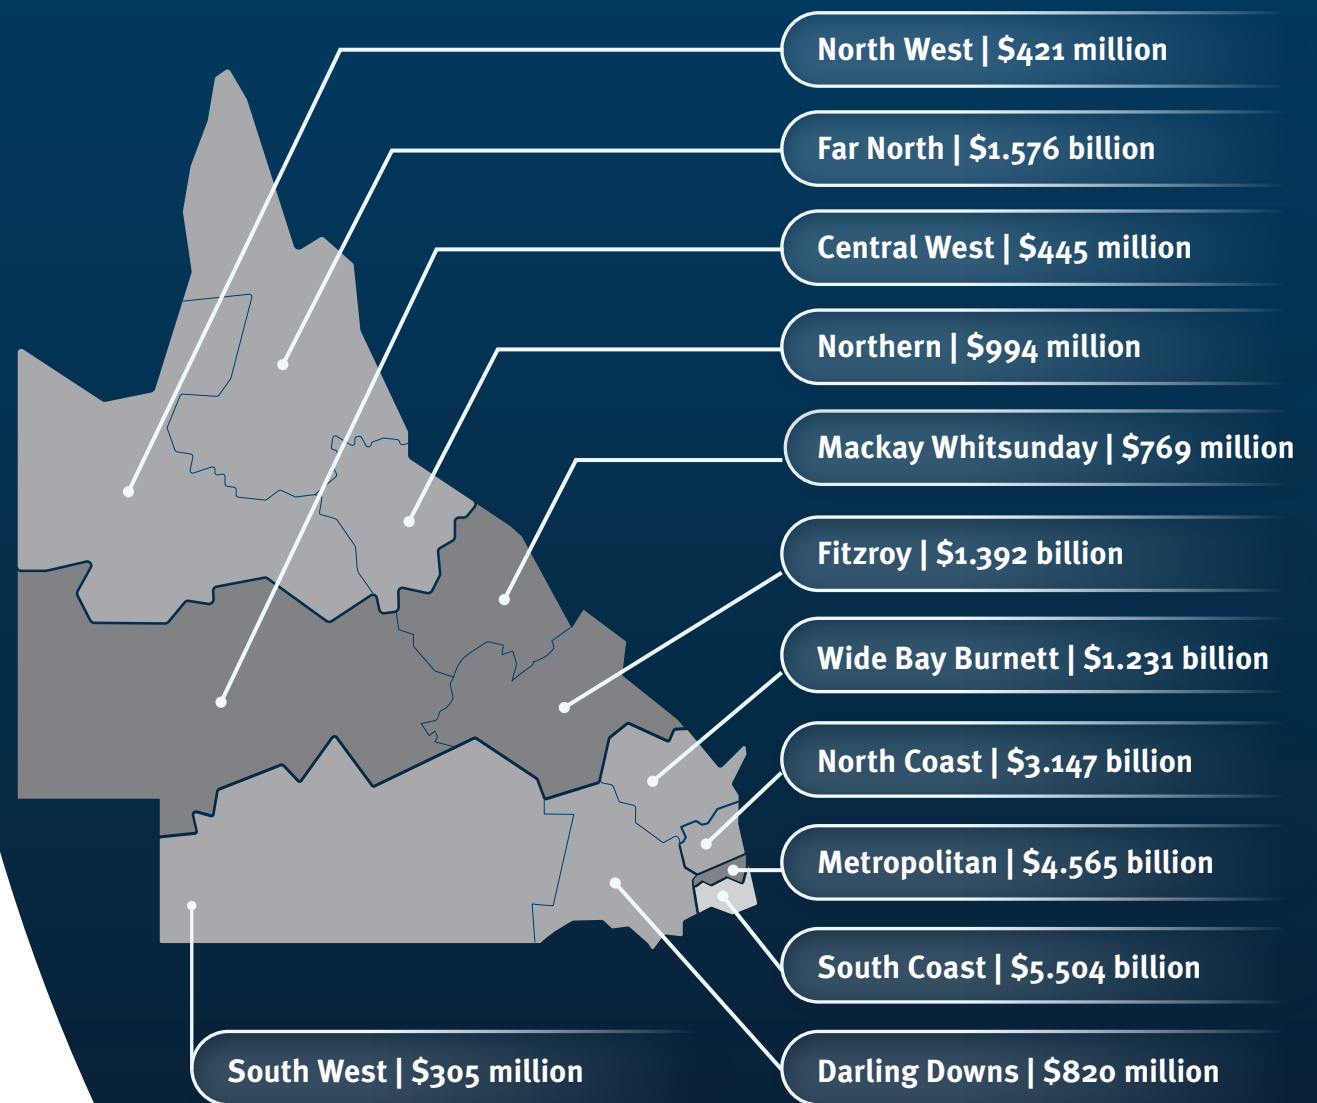 North West | $421 million
Far North | $1.576 billion
Central West | $445 million
Northern | $994 million
Mackay Whitsunday | $769 million
Fitzroy | $1.392 billion
Wide Bay Burnett | $1.231 billion
North Coast | $3.147 billion
Metropolitan | $4.565 billion
South Coast | $5.504 billion
South West | $305 million
Darling Downs | $820 million